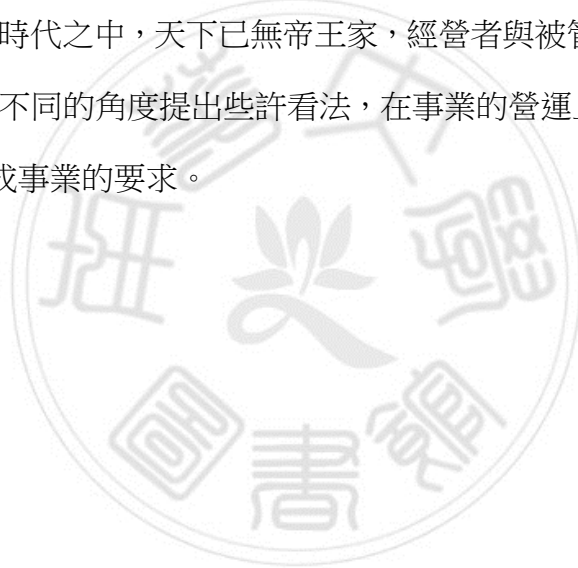 時代之中，天下已無帝王家，經營者與被管
不同的角度提出些許看法，在事業的營運
成事業的要求。
書